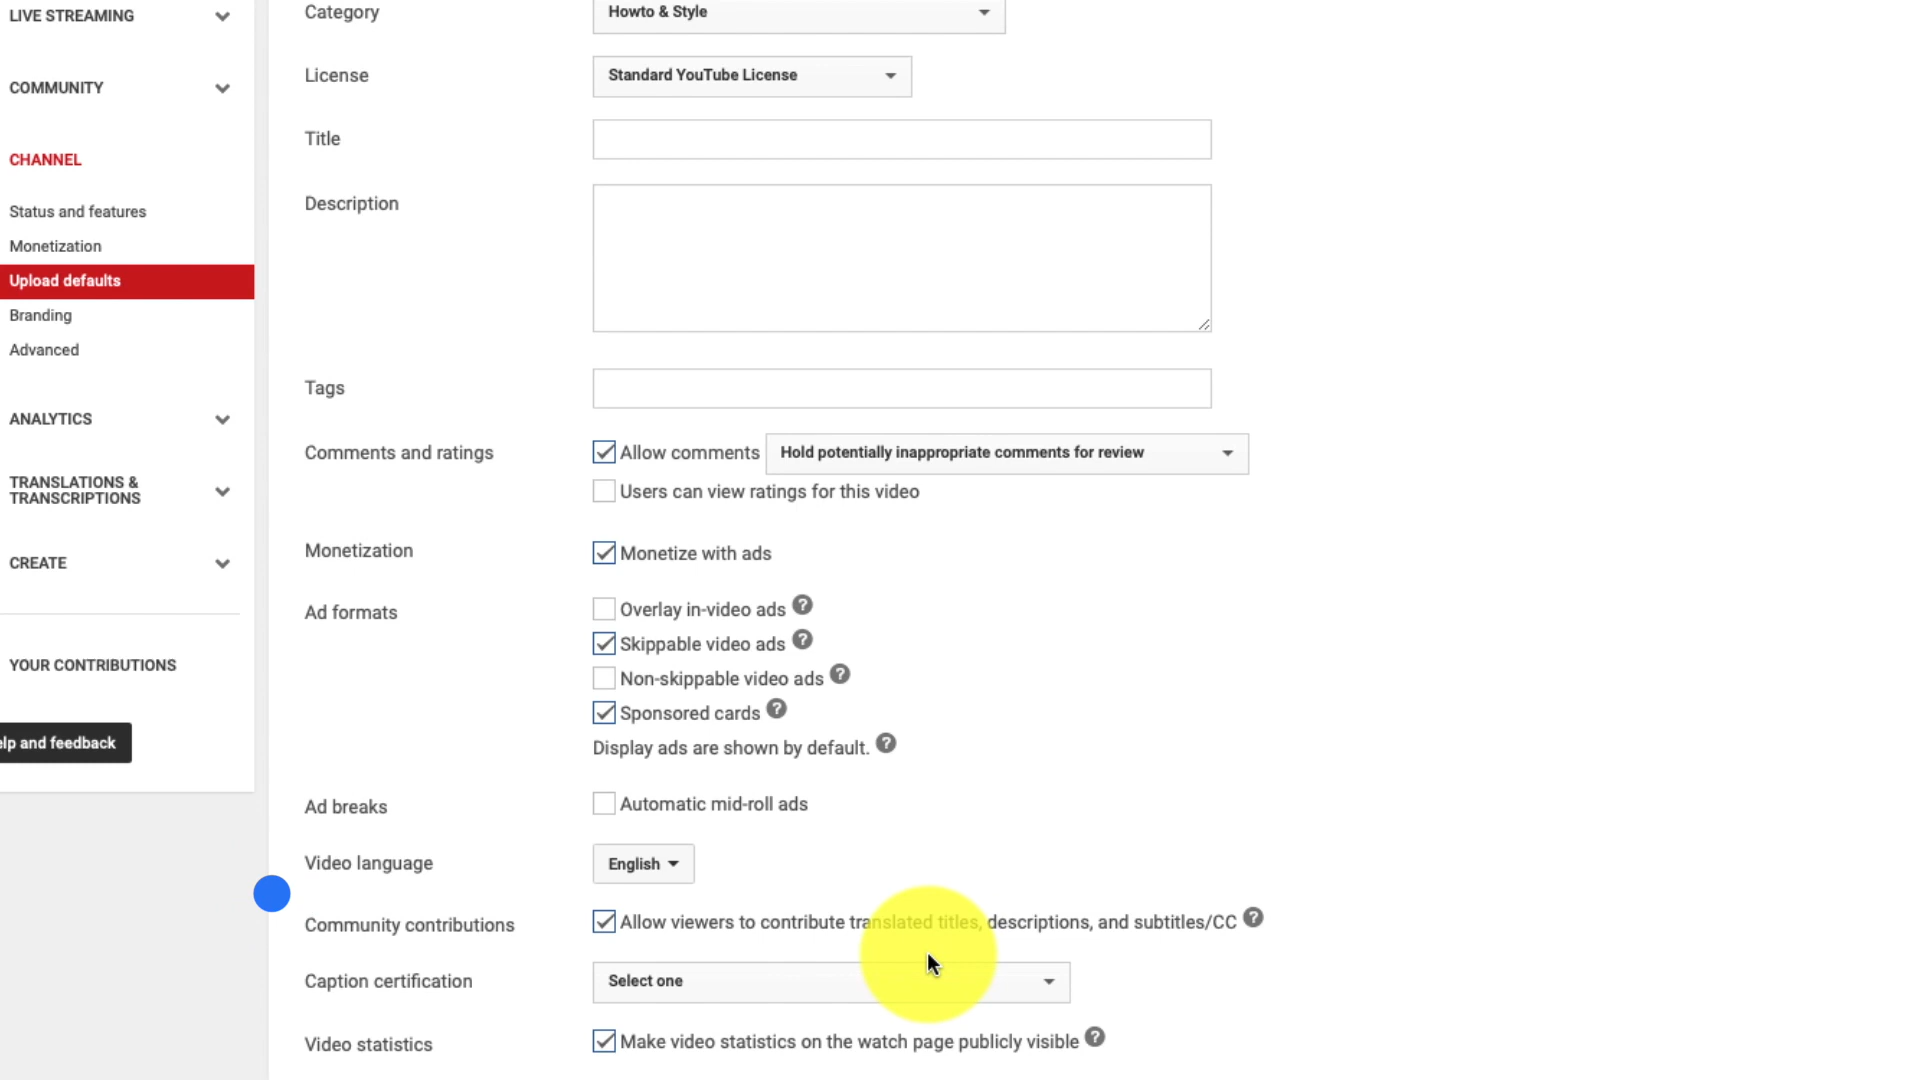 LIVE STREAMING
COMMUNITY
CHANNEL
Status and features
Monetization
Upload defaults
Branding
Advanced
ANALYTICS
TRANSLATIONS &
TRANSCRIPTIONS
CREATE
YOUR CONTRIBUTIONS
elp and feedback
Category
Howto & Style
License
Standard YouTube License
Title
Description
Tags
Comments and ratings
Allow comments
Hold potentially inappropriate comments for review
Users can view ratings for this video
Monetization
Monetize with ads
Ad formats
Overlay in-video ads ?
Skippable video ads ?
Non-skippable video ads ?
Sponsored cards ?
Display ads are shown by default. ?
Ad breaks
Automatic mid-roll ads
Video language
English
Community contributions
Allow viewers to contribute translated titles, descriptions, and subtitles/CC ?
Caption certification
Select one
Video statistics
Make video statistics on the watch page publicly visible ?